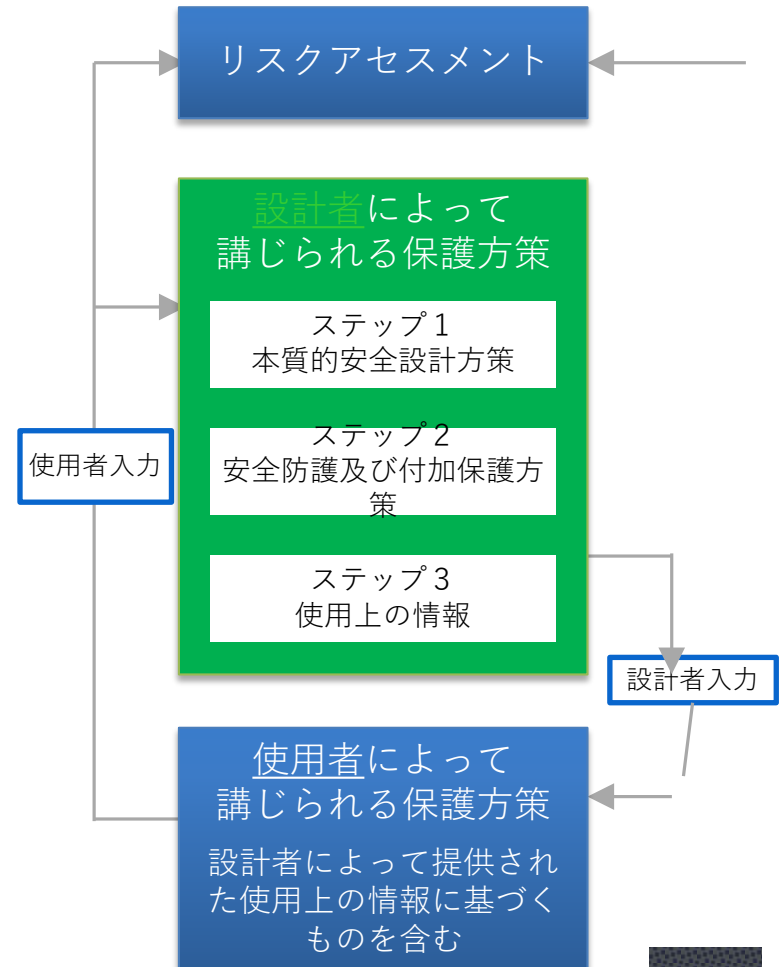 リスクアセスメント
設計者によって
講じられる保護方策
ステップ１
本質的安全設計方策
ステップ２
安全防護及び付加保護方
策
使用者入力
ステップ３
使用上の情報
設計者入力
使用者によって
講じられる保護方策
設計者によって提供され
た使用上の情報に基づく
ものを含む